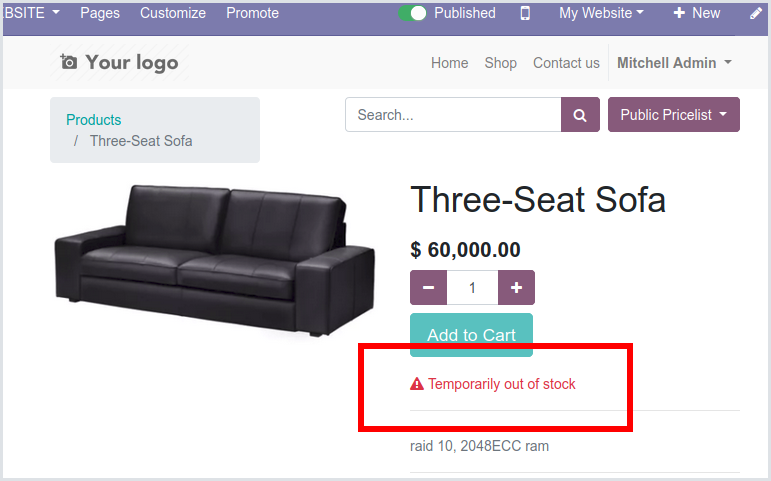 EBSITE Pages Customize Promote Published My Website New
Your logo Home Shop Contact us Mitchell Admin
Products Search... Public Pricelist
/ Three-Seat Sofa
Three-Seat Sofa
$ 60,000.00
1
Add to Cart
Temporarily out of stock
raid 10, 2048ECC ram